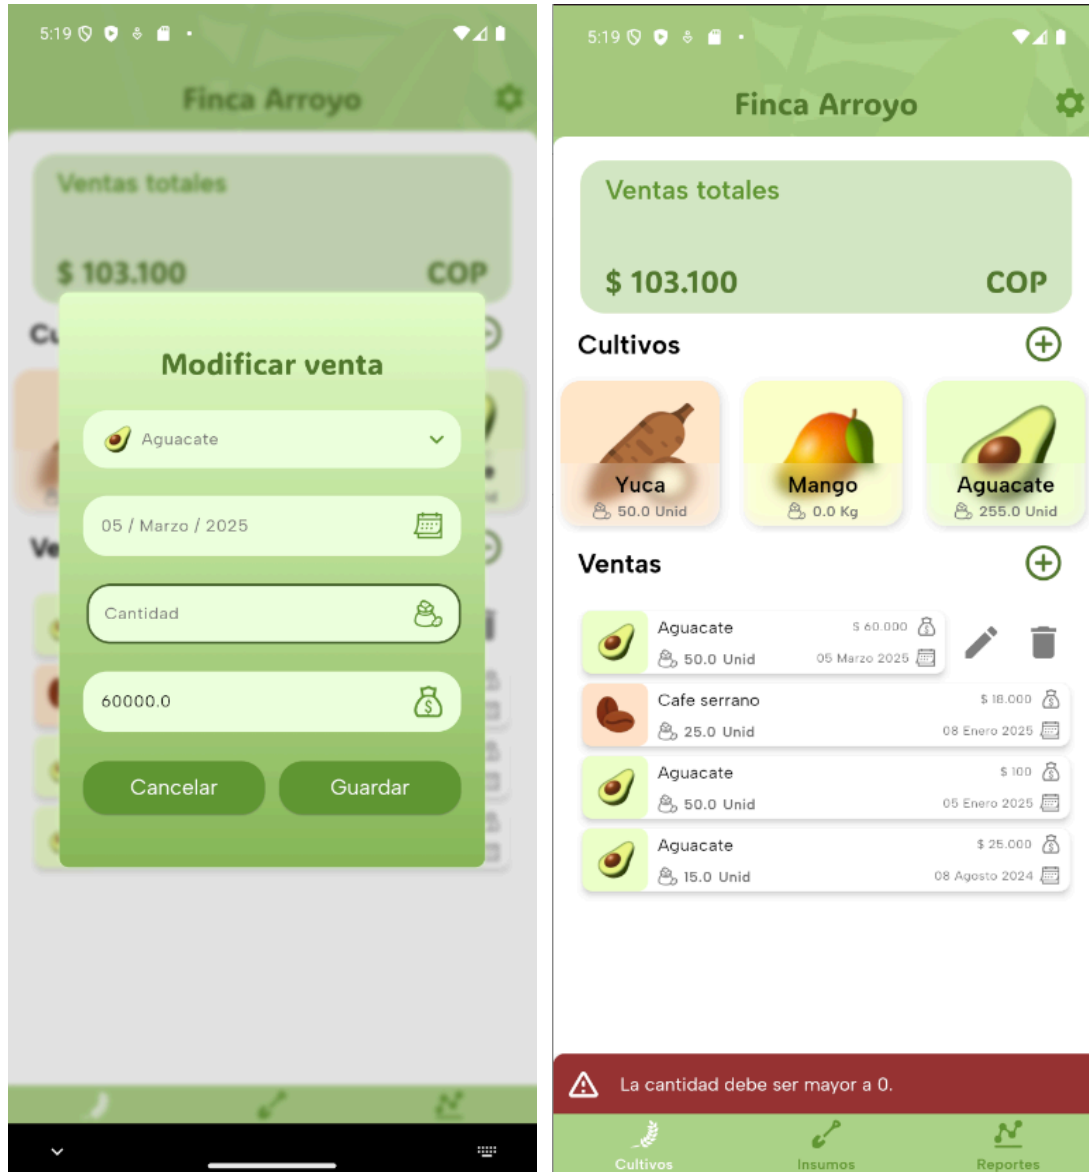 5:19
Finca Arroyo
Ventas totales
$ 103.100 COP
Cu
Modificar venta
Aguacate
05 / Marzo / 2025
Ve
Cantidad
60000.0
Cancelar Guardar
5:19
Finca Arroyo
Ventas totales
$ 103.100 COP
Cultivos
Yuca
50.0 Unid
Mango
0.0 Kg
Aguacate
255.0 Unid
Ventas
Aguacate $ 60.000
50.0 Unid 05 Marzo 2025
Cafe serrano $ 18.000
25.0 Unid 08 Enero 2025
Aguacate $ 100
50.0 Unid 05 Enero 2025
Aguacate $ 25.000
15.0 Unid 08 Agosto 2024
La cantidad debe ser mayor a 0.
Cultivos Insumos Reportes